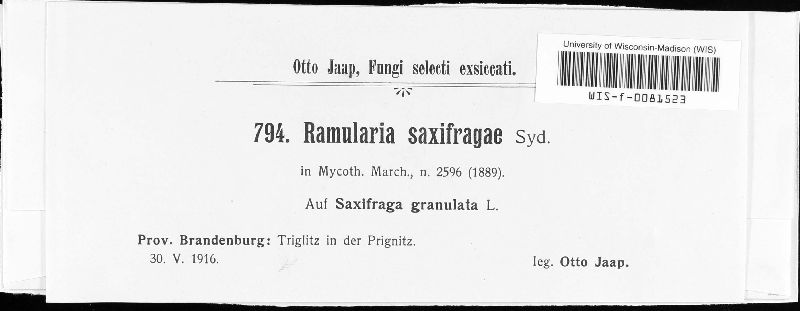 University of Wisconsin-Madison (WIS)
WIS-f-0081523
Otto Jaap, Fungi selecti exsiccati.
794. Ramularia saxifragae Syd.
in Mycoth. March., n. 2596 (1889).
Auf Saxifraga granulata L.
Prov. Brandenburg: Triglitz in der Prignitz.
30. V. 1916.
leg. Otto Jaap.